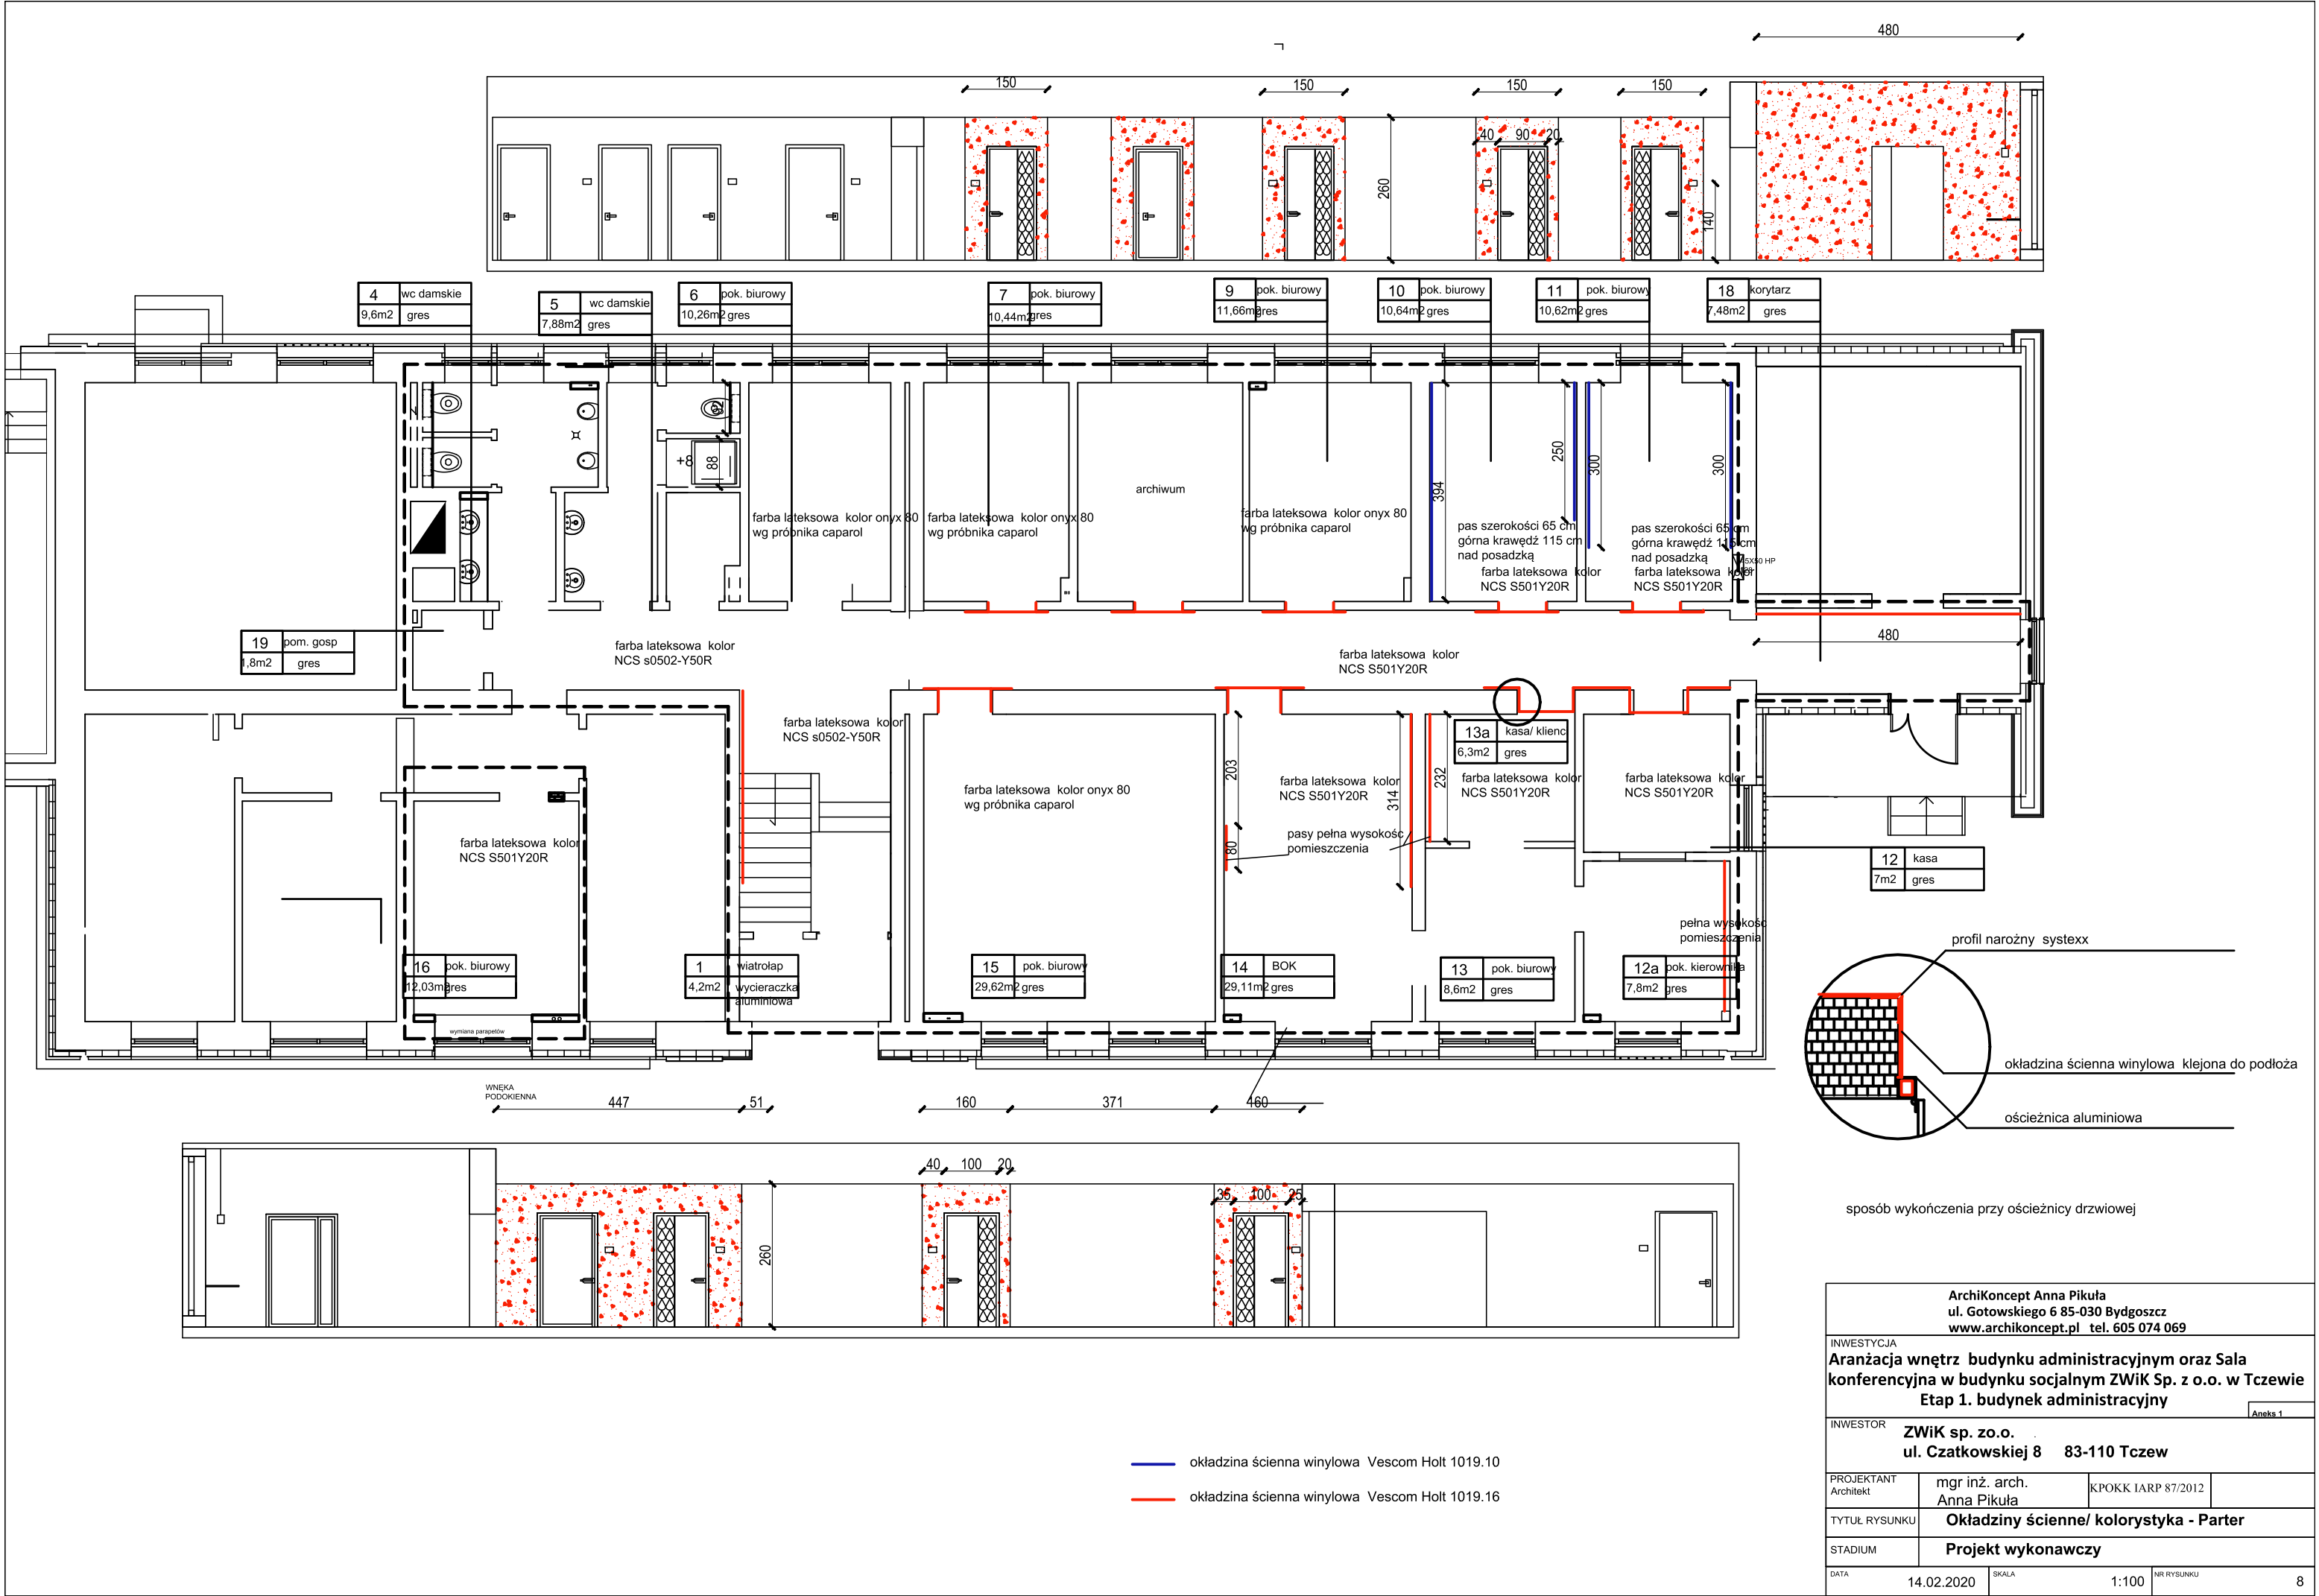 480
150
150
150
150
40
90
20
260
140
4 wc damskie
9,6m2 gres
5 wc damskie
7,88m2 gres
6 pok. biurowy
10,26m2 gres
7 pok. biurowy
10,44m2 gres
9 pok. biurowy
11,66m2 gres
10 pok. biurowy
10,64m2 gres
11 pok. biurowy
10,62m2 gres
18 korytarz
7,48m2 gres
+8
88
92
archiwum
farba lateksowa kolor onyx 80
wg próbnika caparol
farba lateksowa kolor onyx 80
wg próbnika caparol
farba lateksowa kolor onyx 80
wg próbnika caparol
394
250
300
300
pas szerokości 65 cm
górna krawędź 115 cm
nad posadzką
farba lateksowa kolor
NCS S501Y20R
pas szerokości 65 cm
górna krawędź 115 cm
nad posadzką
farba lateksowa kolor
NCS S501Y20R
19 pom. gosp
1,8m2 gres
farba lateksowa kolor
NCS s0502-Y50R
farba lateksowa kolor
NCS S501Y20R
480
farba lateksowa kolor
NCS s0502-Y50R
13a kasa/ klienc
6,3m2 gres
203
80
314
232
farba lateksowa kolor onyx 80
wg próbnika caparol
farba lateksowa kolor
NCS S501Y20R
farba lateksowa kolor
NCS S501Y20R
farba lateksowa kolor
NCS S501Y20R
pasy pełna wysokośc
pomieszczenia
farba lateksowa kolor
NCS S501Y20R
12 kasa
7m2 gres
pełna wysokośc
pomieszczenia
16 pok. biurowy
12,03m2 gres
1 wiatrołap
4,2m2 wycieraczka
aluminiowa
15 pok. biurowy
29,62m2 gres
14 BOK
29,11m2 gres
13 pok. biurowy
8,6m2 gres
12a pok. kierownika
7,8m2 gres
wymiana parapetów
profil narożny systexx
okładzina ścienna winylowa klejona do podłoża
ościeżnica aluminiowa
WNĘKA
PODOKIENNA
447
51
160
371
460
40
100
20
35
100
25
260
sposób wykończenia przy ościeżnicy drzwiowej
okładzina ścienna winylowa Vescom Holt 1019.10
okładzina ścienna winylowa Vescom Holt 1019.16
ArchiKoncept Anna Pikuła
ul. Gotowskiego 6 85-030 Bydgoszcz
www.archikoncept.pl tel. 605 074 069
INWESTYCJA
Aranżacja wnętrz budynku administracyjnym oraz Sala
konferencyjna w budynku socjalnym ZWiK Sp. z o.o. w Tczewie
Etap 1. budynek administracyjny
Aneks 1
INWESTOR
ZWiK sp. zo.o.
ul. Czatkowskiej 8 83-110 Tczew
PROJEKTANT
Architekt
mgr inż. arch.
Anna Pikuła
KPOKK IARP 87/2012
TYTUŁ RYSUNKU Okładziny ścienne/ kolorystyka - Parter
STADIUM Projekt wykonawczy
DATA 14.02.2020 SKALA 1:100 NR RYSUNKU 8